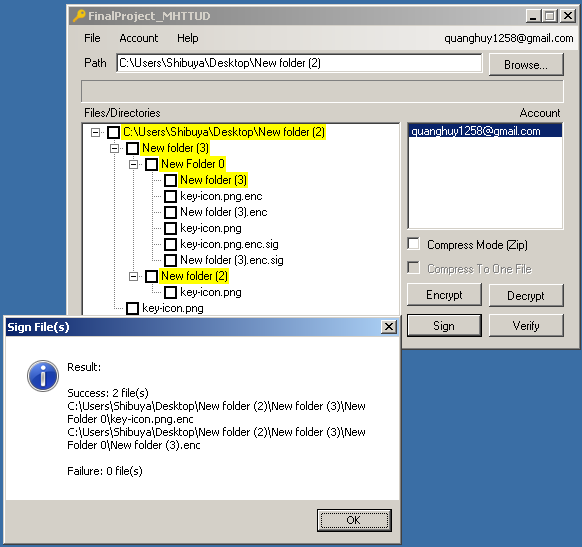 FinalProject_MHTTUD
File Account Help quanghuy1258@gmail.com
Path C:\Users\Shibuya\Desktop\New folder (2) Browse...
Files/Directories Account
C:\Users\Shibuya\Desktop\New folder (2)
New folder (3)
New Folder 0
New folder (3)
key-icon.png.enc
New folder (3).enc
key-icon.png
key-icon.png.enc.sig
New folder (3).enc.sig
New folder (2)
key-icon.png
key-icon.png
quanghuy1258@gmail.com
Compress Mode (Zip)
Compress To One File
Encrypt Decrypt
Sign Verify
Sign File(s)
Result:
Success: 2 file(s)
C:\Users\Shibuya\Desktop\New folder (2)\New folder (3)\New
Folder 0\key-icon.png.enc
C:\Users\Shibuya\Desktop\New folder (2)\New folder (3)\New
Folder 0\New folder (3).enc
Failure: 0 file(s)
OK